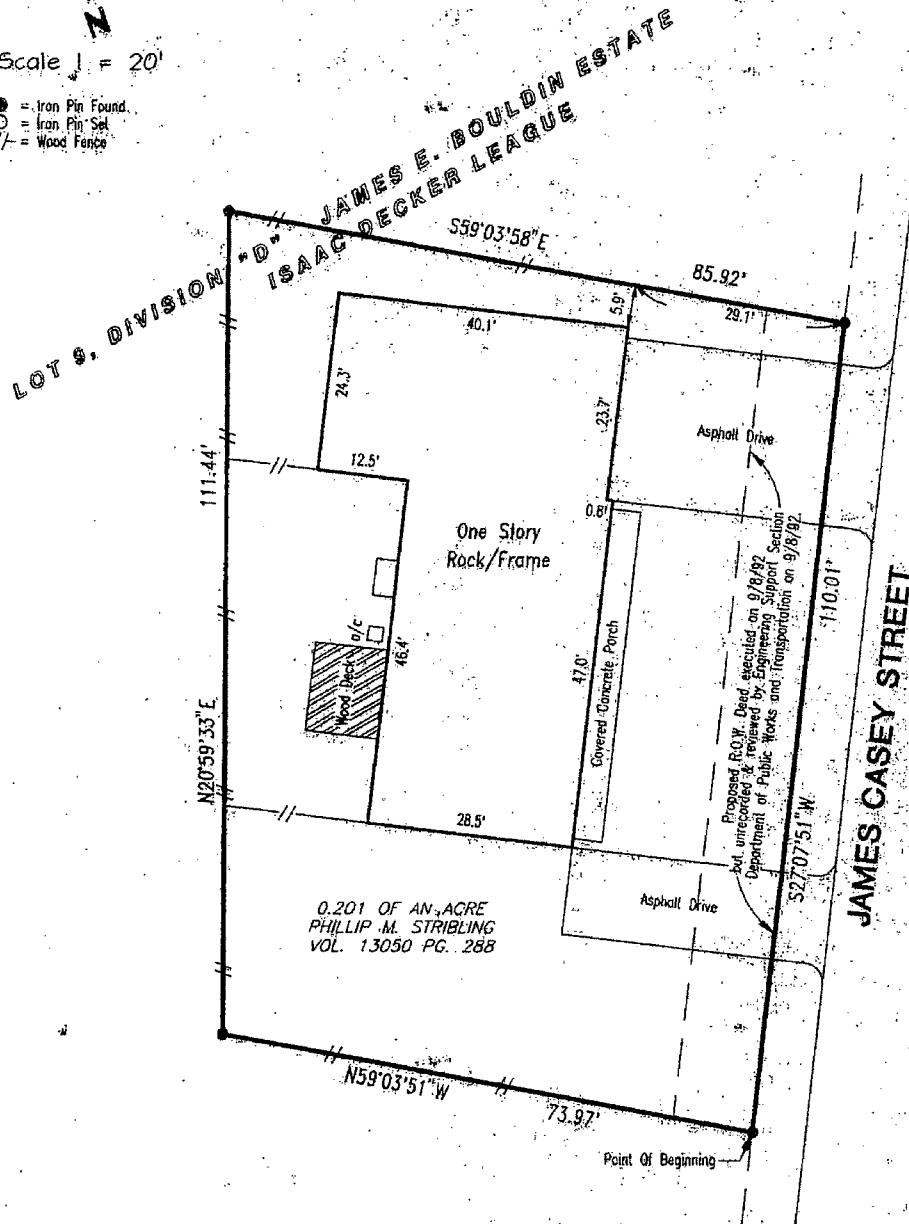 N
Scale 1 = 20'
= Iron Pin Found
= Iron Pin Set
= Wood Fence
LOT 9, DIVISION "D" JAMES E. BOULDIN ESTATE
ISAAC DECKER LEAGUE
S59°03'58"E
85.92'
29.1'
5.9'
40.1'
24.3'
23.7'
Asphalt Drive
12.5'
111.44'
0.8'
One Story
Rock/Frame
a/c
Wood Deck
46.4'
47.0'
Covered Concrete Porch
Proposed R.O.W. Deed executed on 9/8/92
but unrecorded & reviewed by Engineering Support Section
Department of Public Works and Transportation on 9/8/92
110.01'
S27°07'51"W
JAMES CASEY STREET
N20°59'33"E
28.5'
Asphalt Drive
0.201 OF AN ACRE
PHILLIP M. STRIBLING
VOL. 13050 PG. 288
N59°03'51"W
73.97'
Point Of Beginning